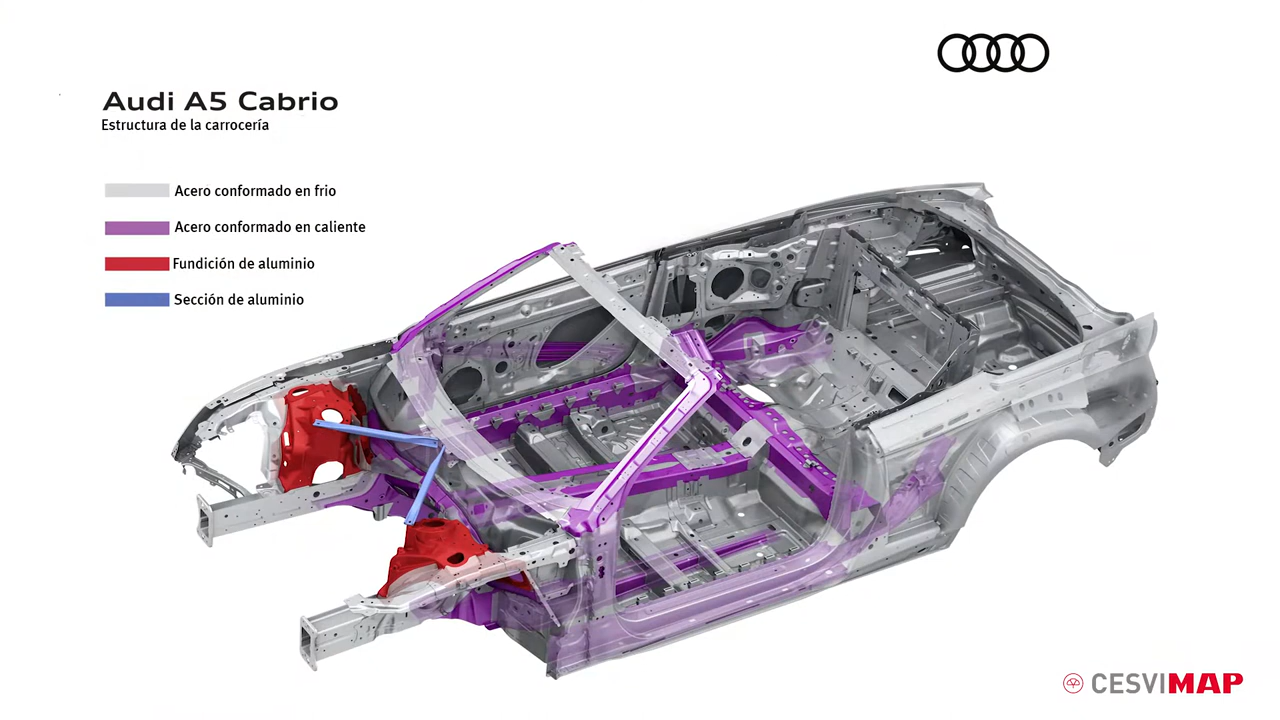 Audi A5 Cabrio
Estructura de la carrocería
Acero conformado en frio
Acero conformado en caliente
Fundición de aluminio
Sección de aluminio
CESVIMAP